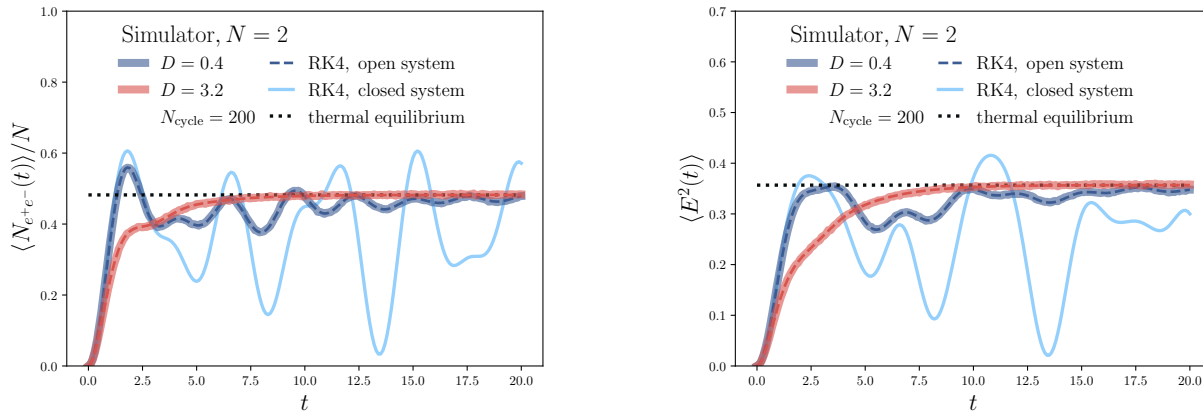 Simulator, N = 2
D = 0.4
D = 3.2
N_cycle = 200
RK4, open system
RK4, closed system
thermal equilibrium
⟨N_{e^+e^-}(t)⟩/N
1.0
0.8
0.6
0.4
0.2
0.0
0.0 2.5 5.0 7.5 10.0 12.5 15.0 17.5 20.0
t
Simulator, N = 2
D = 0.4
D = 3.2
N_cycle = 200
RK4, open system
RK4, closed system
thermal equilibrium
⟨E^2(t)⟩
0.7
0.6
0.5
0.4
0.3
0.2
0.1
0.0
0.0 2.5 5.0 7.5 10.0 12.5 15.0 17.5 20.0
t